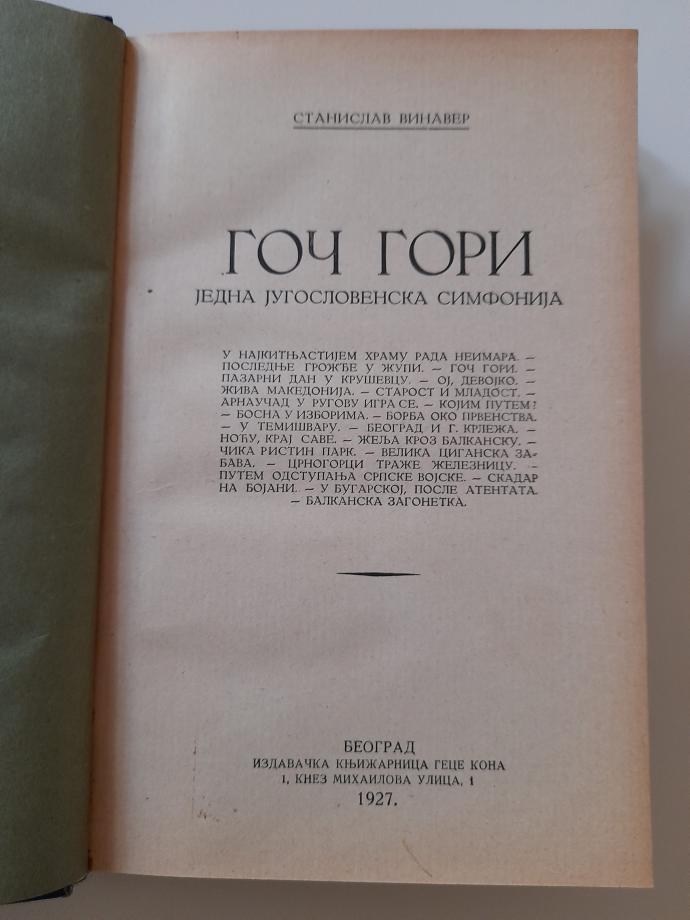 СТАНИСЛАВ ВИНАВЕР
ГОЧ ГОРИ
ЈЕДНА ЈУГОСЛОВЕНСКА СИМФОНИЈА
У НАЈКИТЊАСТИЈЕМ ХРАМУ РАДА НЕИМАРА. –
ПОСЛЕДЊЕ ГРОЖЂЕ У ЖУПИ. – ГОЧ ГОРИ. –
ПАЗАРНИ ДАН У КРУШЕВЦУ. – ОЈ, ДЕВОЈКО. –
ЖИВА МАКЕДОНИЈА. – СТАРОСТ И МЛАДОСТ. –
АРНАУЧАД У РУГОВУ ИГРА СЕ. – КОЈИМ ПУТЕМ?
– БОСНА У ИЗБОРИМА. – БОРБА ОКО ПРВЕНСТВА.
– У ТЕМИШВАРУ. – БЕОГРАД И Г. КРЛЕЖА. –
НОЋУ, КРАЈ САВЕ. – ЖЕЉА КРОЗ БАЛКАНСКУ. –
ЧИКА РИСТИН ПАРК. – ВЕЛИКА ЦИГАНСКА ЗА-
БАВА. – ЦРНОГОРЦИ ТРАЖЕ ЖЕЛЕЗНИЦУ. –
ПУТЕМ ОДСТУПАЊА СРПСКЕ ВОЈСКЕ. – СКАДАР
НА БОЈАНИ. – У БУГАРСКОЈ, ПОСЛЕ АТЕНТАТА.
– БАЛКАНСКА ЗАГОНЕТКА.
БЕОГРАД
ИЗДАВАЧКА КЊИЖАРНИЦА ГЕЦЕ КОНА
1, КНЕЗ МИХАИЛОВА УЛИЦА, 1
1927.